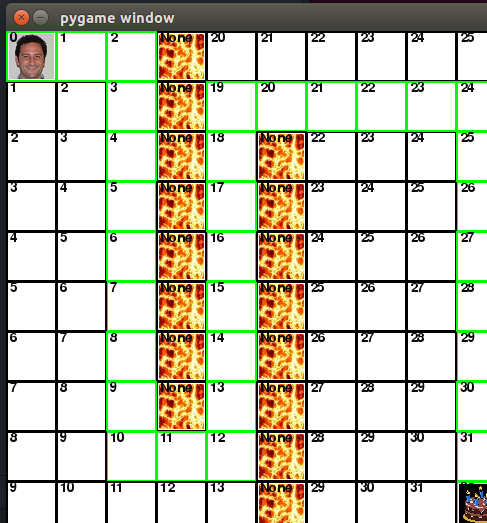 pygame window
0 1 2 None 20 21 22 23 24 25
1 2 3 None 19 20 21 22 23 24
2 3 4 None 18 None 22 23 24 25
3 4 5 None 17 None 23 24 25 26
4 5 6 None 16 None 24 25 26 27
5 6 7 None 15 None 25 26 27 28
6 7 8 None 14 None 26 27 28 29
7 8 9 None 13 None 27 28 29 30
8 9 10 11 12 None 28 29 30 31
9 10 11 12 13 None 29 30 31